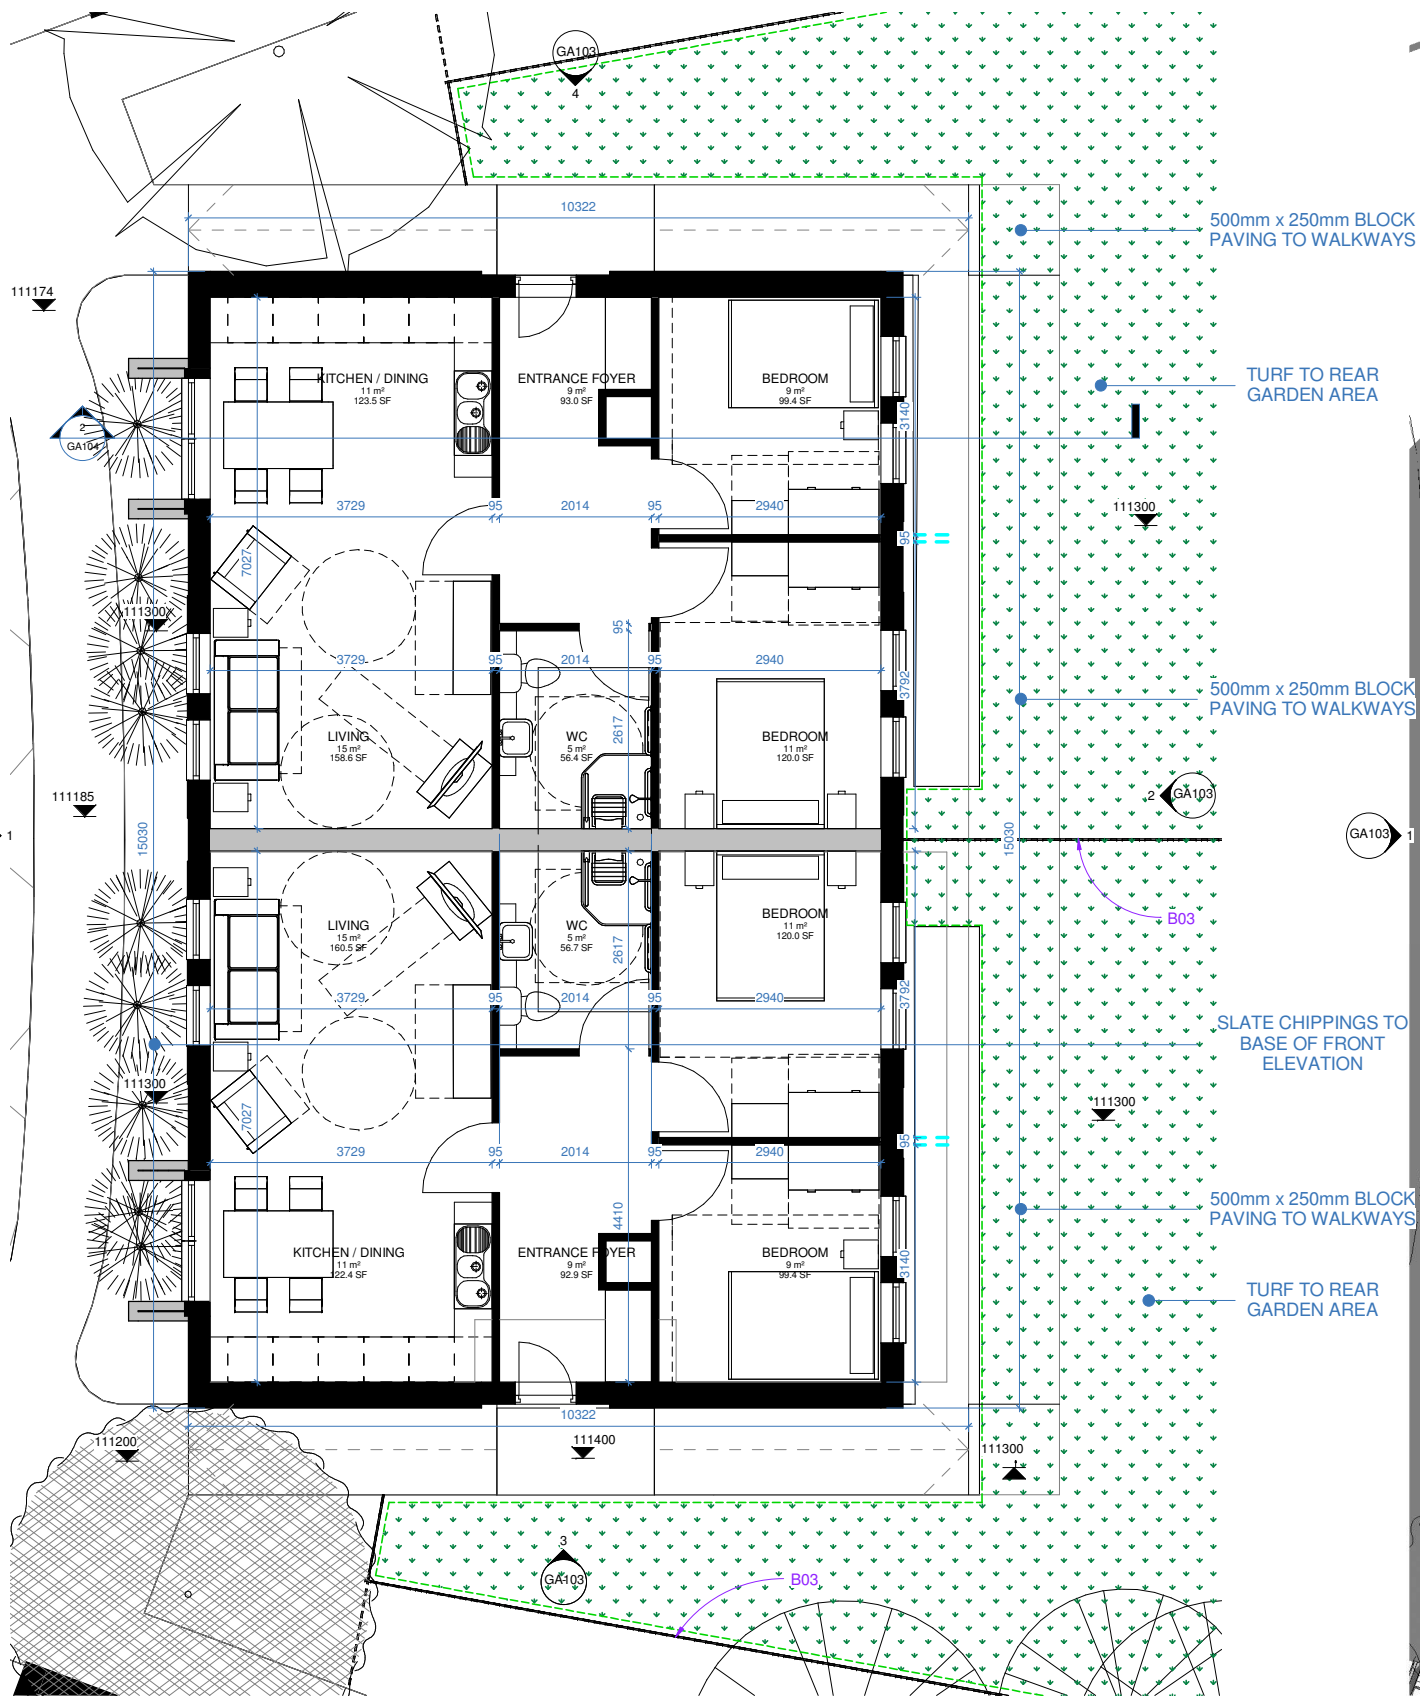 GA103
4
10322
500mm x 250mm BLOCK
PAVING TO WALKWAYS
111174
KITCHEN / DINING
11 m²
123.5 SF
ENTRANCE FOYER
9 m²
93.0 SF
BEDROOM
9 m²
99.4 SF
TURF TO REAR
GARDEN AREA
3140
2
GA104
3729
95
2014
95
2940
111300
95
7027
111300
95
3729
95
2014
95
2940
3792
500mm x 250mm BLOCK
PAVING TO WALKWAYS
2617
LIVING
15 m²
158.6 SF
WC
5 m²
56.4 SF
BEDROOM
11 m²
120.0 SF
111185
2
GA103
15030
15030
1
GA103
1
B03
LIVING
15 m²
160.5 SF
WC
5 m²
56.7 SF
BEDROOM
11 m²
120.0 SF
2617
3729
95
2014
95
2940
3792
SLATE CHIPPINGS TO
BASE OF FRONT
ELEVATION
111300
7027
111300
95
3729
95
2014
95
2940
4410
500mm x 250mm BLOCK
PAVING TO WALKWAYS
KITCHEN / DINING
11 m²
122.4 SF
ENTRANCE FOYER
9 m²
92.9 SF
BEDROOM
9 m²
99.4 SF
3140
TURF TO REAR
GARDEN AREA
10322
111200
111400
111300
3
GA103
B03